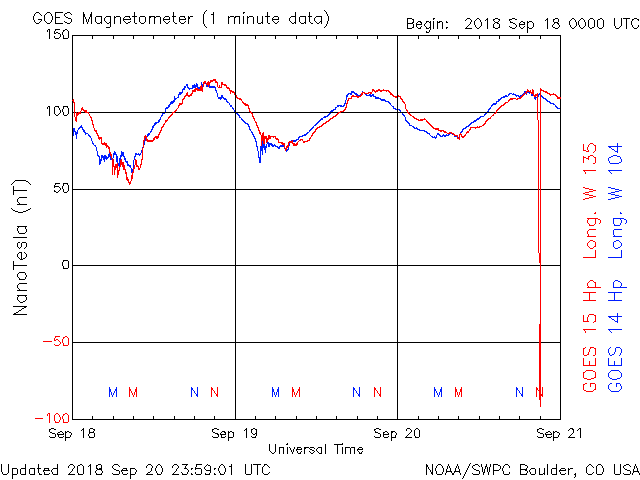 GOES Magnetometer (1 minute data)
Begin: 2018 Sep 18 0000 UTC
150
100
50
0
-50
-100
NanoTesla (nT)
M M N N M M N N M M N N
Sep 18 Sep 19 Sep 20 Sep 21
Universal Time
GOES 15 Hp Long. W 135
GOES 14 Hp Long. W 104
Updated 2018 Sep 20 23:59:01 UTC
NOAA/SWPC Boulder, CO USA